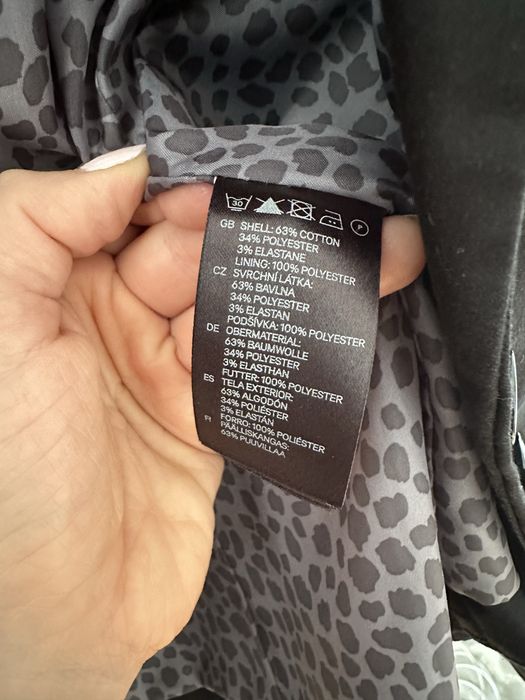 30
P
GB SHELL: 63% COTTON
34% POLYESTER
3% ELASTANE
LINING: 100% POLYESTER
CZ SVRCHNÍ LÁTKA:
63% BAVLNA
34% POLYESTER
3% ELASTAN
PODŠÍVKA: 100% POLYESTER
DE OBERMATERIAL:
63% BAUMWOLLE
34% POLYESTER
3% ELASTHAN
FUTTER: 100% POLYESTER
ES TELA EXTERIOR:
63% ALGODÓN
34% POLIÉSTER
3% ELASTÁN
FORRO: 100% POLIÉSTER
FI PÄÄLLISKANGAS:
63% PUUVILLAA